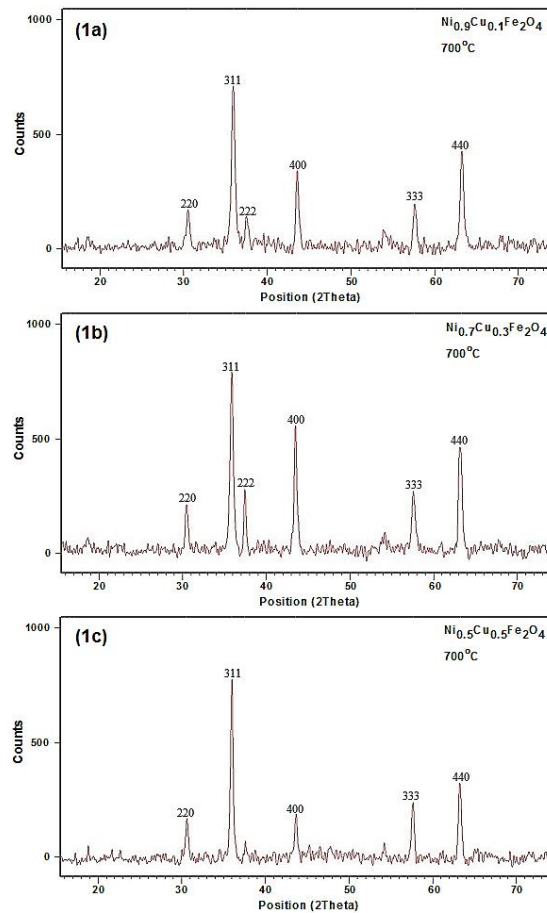 (1a)
Ni0.9Cu0.1Fe2O4
700°C
1000
500
0
Counts
220
311
222
400
333
440
20 30 40 50 60 70
Position (2Theta)
(1b)
Ni0.7Cu0.3Fe2O4
700°C
1000
500
0
Counts
220
311
222
400
333
440
20 30 40 50 60 70
Position (2Theta)
(1c)
Ni0.5Cu0.5Fe2O4
700°C
1000
500
0
Counts
220
311
400
333
440
20 30 40 50 60 70
Position (2Theta)